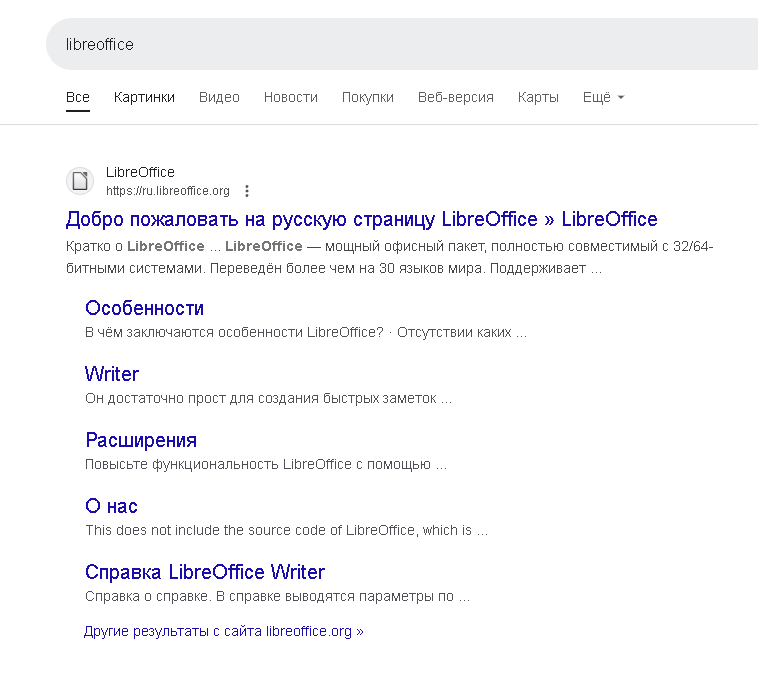 libreoffice
Все Картинки Видео Новости Покупки Веб-версия Карты Ещё
LibreOffice
https://ru.libreoffice.org
Добро пожаловать на русскую страницу LibreOffice » LibreOffice
Кратко о LibreOffice ... LibreOffice — мощный офисный пакет, полностью совместимый с 32/64-
битными системами. Переведён более чем на 30 языков мира. Поддерживает ...
Особенности
В чём заключаются особенности LibreOffice? · Отсутствии каких ...
Writer
Он достаточно прост для создания быстрых заметок ...
Расширения
Повысьте функциональность LibreOffice с помощью ...
О нас
This does not include the source code of LibreOffice, which is ...
Справка LibreOffice Writer
Справка о справке. В справке выводятся параметры по ...
Другие результаты с сайта libreoffice.org »